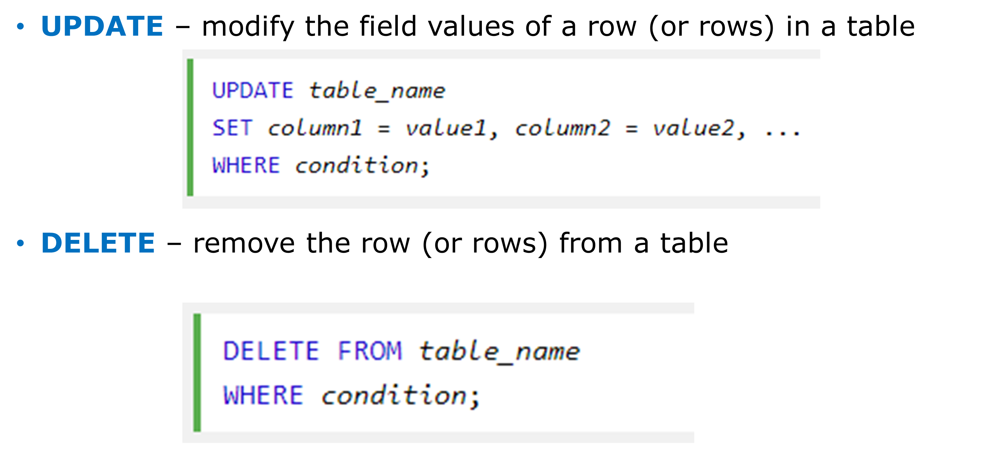 • UPDATE – modify the field values of a row (or rows) in a table
UPDATE table_name
SET column1 = value1, column2 = value2, ...
WHERE condition;
• DELETE – remove the row (or rows) from a table
DELETE FROM table_name
WHERE condition;